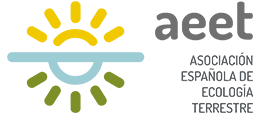 aeet
ASOCIACIÓN
ESPAÑOLA DE
ECOLOGÍA
TERRESTRE